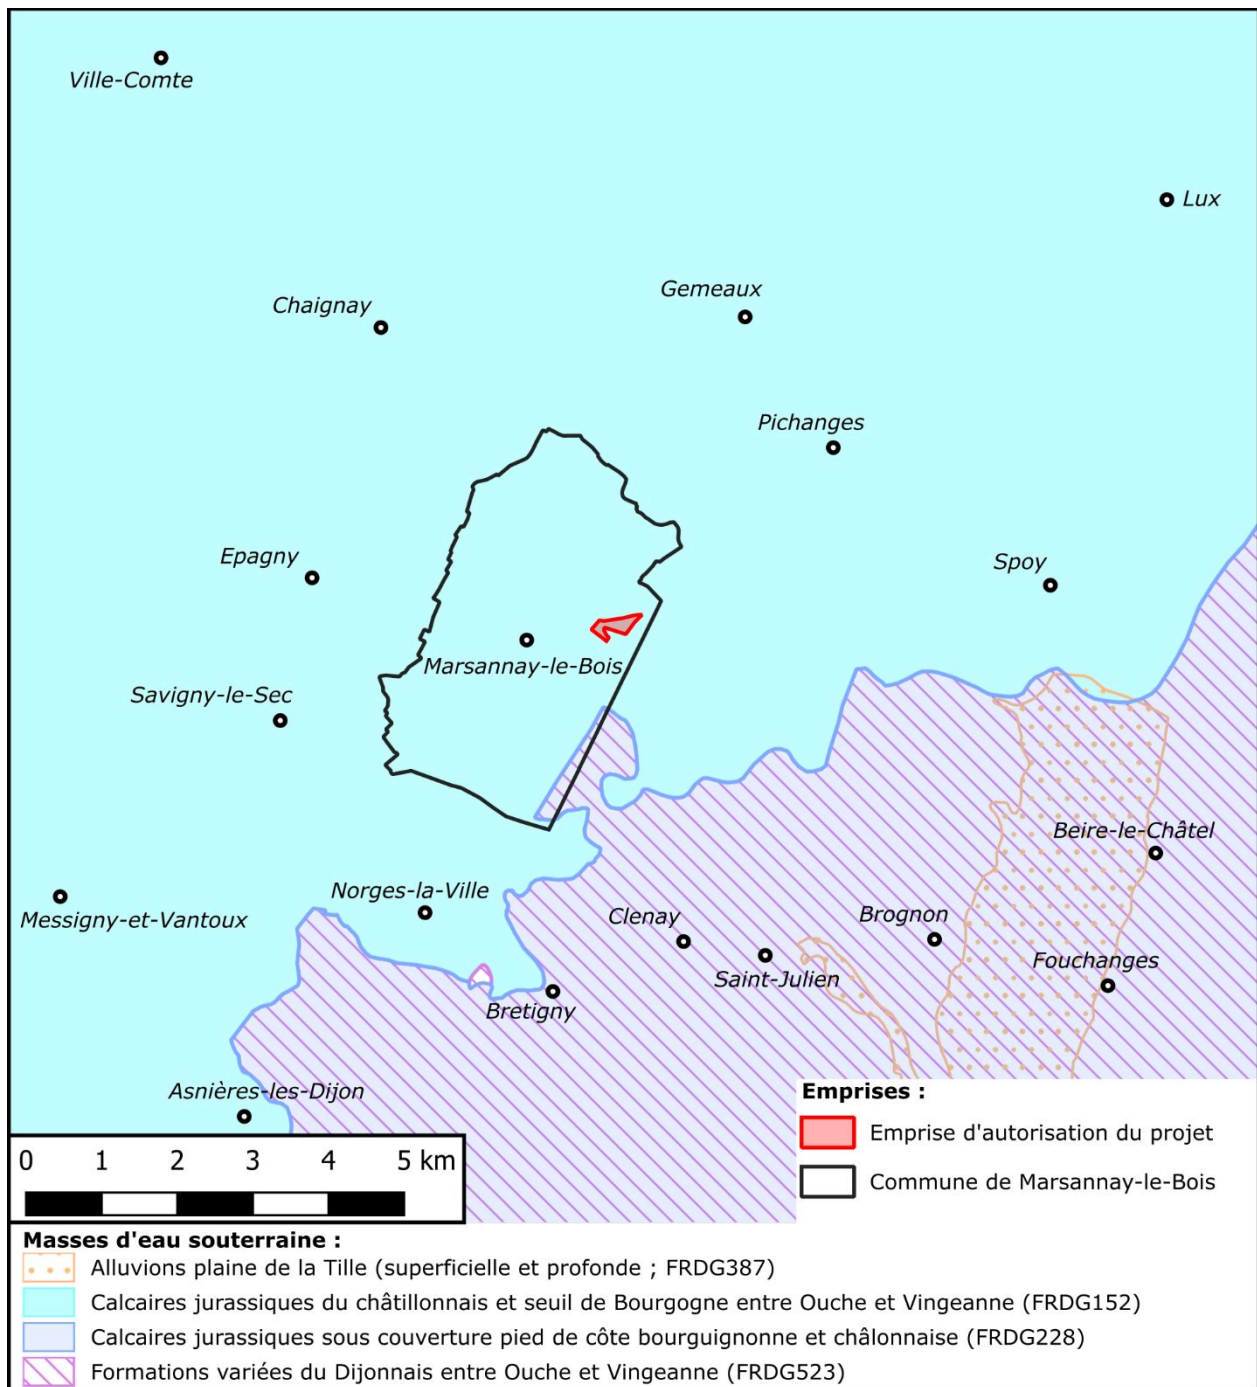 Ville-Comte
Lux
Gemeaux
Chaignay
Pichanges
Epagny
Spoy
Marsannay-le-Bois
Savigny-le-Sec
Beire-le-Châtel
Norges-la-Ville
Messigny-et-Vantoux
Clenay
Brognon
Fouchanges
Saint-Julien
Bretigny
Asnières-les-Dijon
Emprises :
Emprise d'autorisation du projet
Commune de Marsannay-le-Bois
0 1 2 3 4 5 km
Masses d'eau souterraine :
Alluvions plaine de la Tille (superficielle et profonde ; FRDG387)
Calcaires jurassiques du châtillonnais et seuil de Bourgogne entre Ouche et Vingeanne (FRDG152)
Calcaires jurassiques sous couverture pied de côte bourguignonne et châlonnaise (FRDG228)
Formations variées du Dijonnais entre Ouche et Vingeanne (FRDG523)